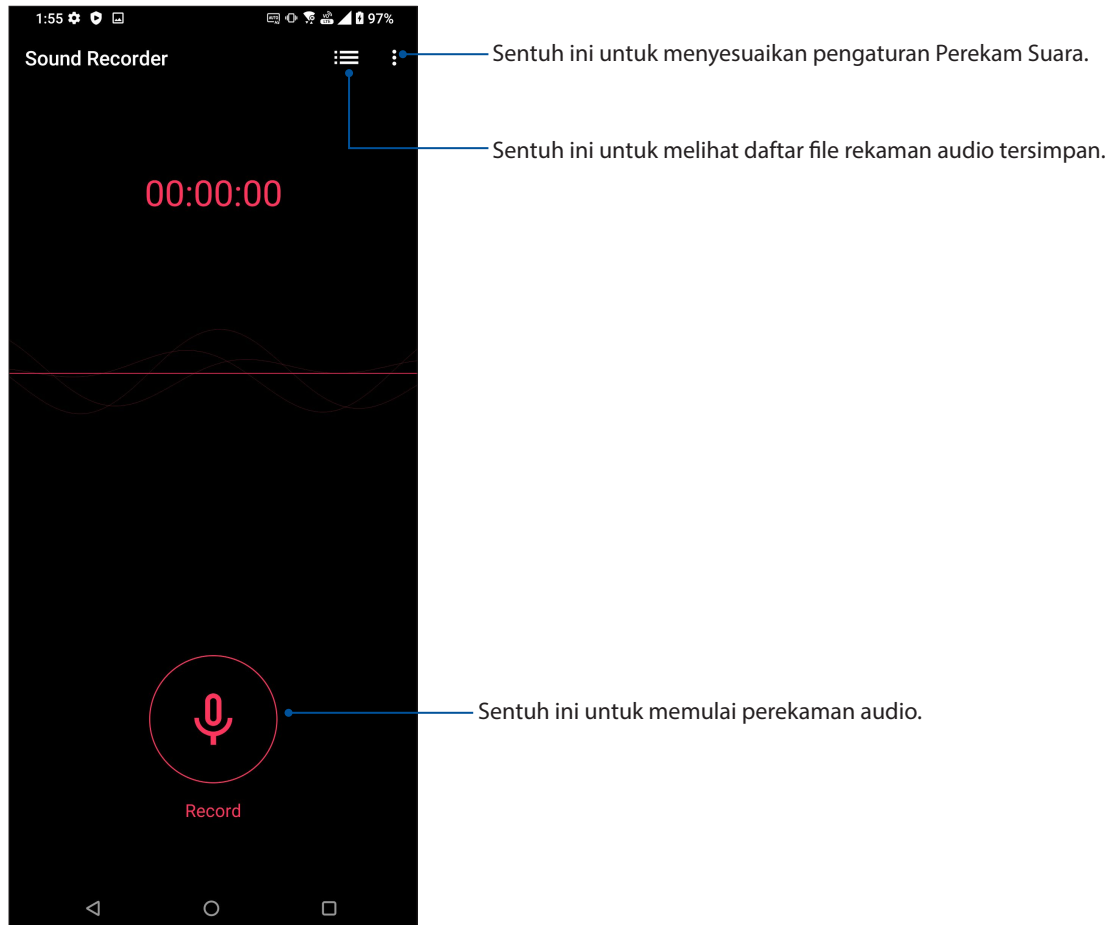 1:55 97%
Sound Recorder
Sentuh ini untuk menyesuaikan pengaturan Perekam Suara.
Sentuh ini untuk melihat daftar file rekaman audio tersimpan.
00:00:00
Sentuh ini untuk memulai perekaman audio.
Record